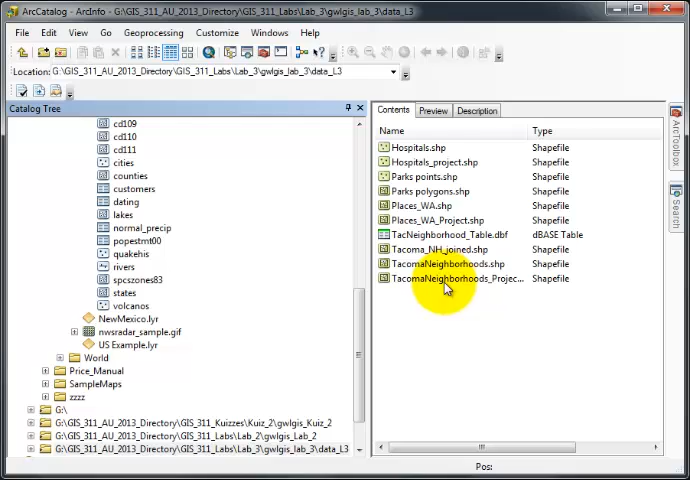 ArcCatalog - ArcInfo - G:\GIS_311_AU_2013_Directory\GIS_311_Labs\Lab_3\gwlgis_lab_3\data_L3
File Edit View Go Geoprocessing Customize Windows Help
Location: G:\GIS_311_AU_2013_Directory\GIS_311_Labs\Lab_3\gwlgis_lab_3\data_L3
Catalog Tree
cd109
cd110
cd111
cities
counties
customers
dating
lakes
normal_precip
popestmt00
quakehis
rivers
spcszones83
states
volcanos
NewMexico.lyr
nwsradar_sample.gif
US Example.lyr
World
Price_Manual
SampleMaps
zzzz
G:\
G:\GIS_311_AU_2013_Directory\GIS_311_Kuizzes\Kuiz_2\gwlgis_Kuiz_2
G:\GIS_311_AU_2013_Directory\GIS_311_Labs\Lab_2\gwlgis_Lab_2
G:\GIS_311_AU_2013_Directory\GIS_311_Labs\Lab_3\gwlgis_lab_3\data_L3
Contents Preview Description
Name Type
Hospitals.shp Shapefile
Hospitals_project.shp Shapefile
Parks points.shp Shapefile
Parks polygons.shp Shapefile
Places_WA.shp Shapefile
Places_WA_Project.shp Shapefile
TacNeighborhood_Table.dbf dBASE Table
Tacoma_NH_joined.shp Shapefile
TacomaNeighborhoods.shp Shapefile
TacomaNeighborhoods_Projec... Shapefile
ArcToolbox
Search
Pos: